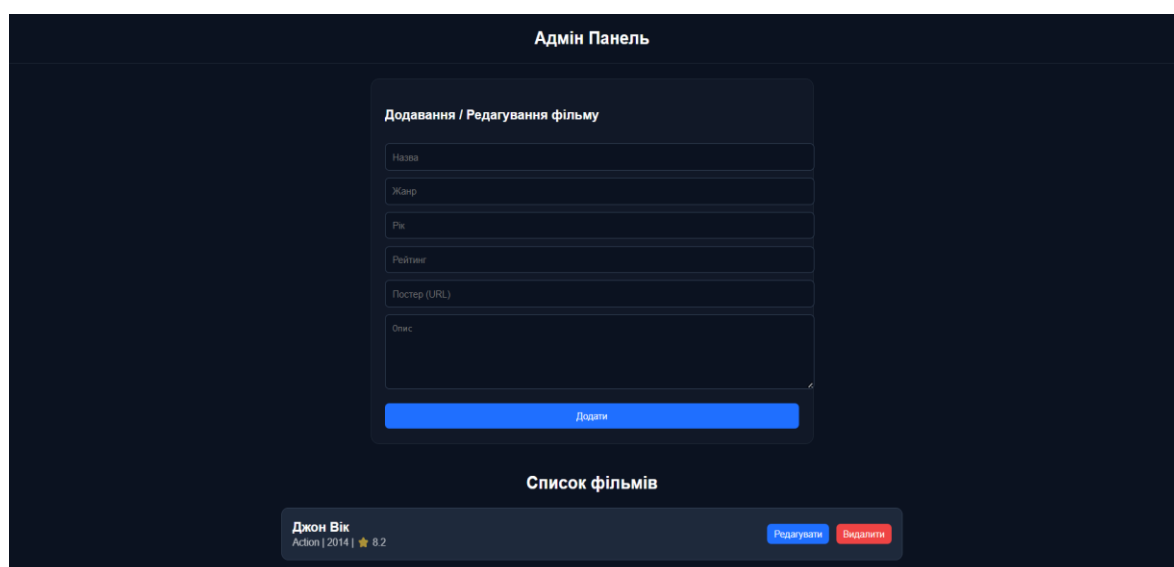 Адмін Панель
Додавання / Редагування фільму
Назва
Жанр
Рік
Рейтинг
Постер (URL)
Опис
Додати
Список фільмів
Джон Вік
Action | 2014 | ⭐ 8.2
Редагувати
Видалити